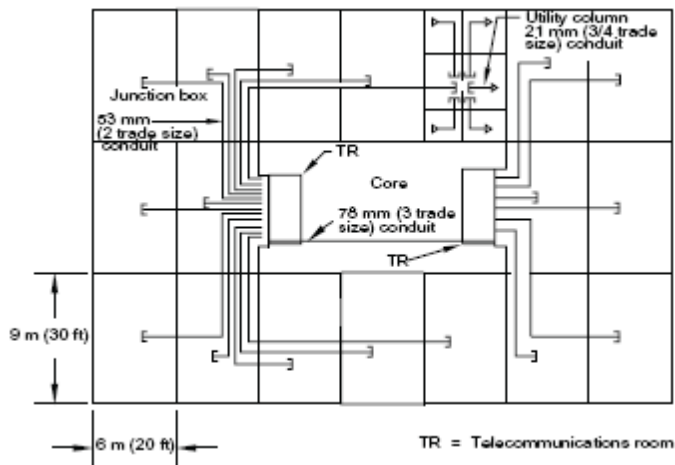 Utility column
21 mm (3/4 trade
size) conduit
Junction box
53 mm
(2 trade size)
conduit
TR
Core
78 mm (3 trade
size) conduit
TR
9 m (30 ft)
6 m (20 ft)
TR = Telecommunications room